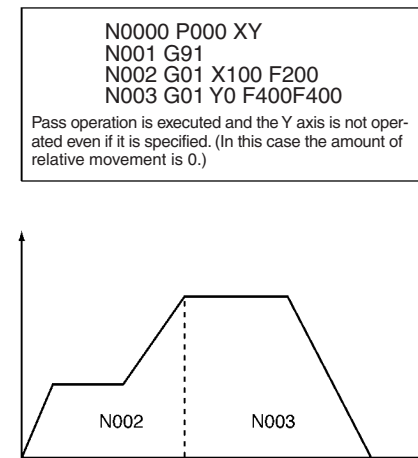 N0000 P000 XY
N001 G91
N002 G01 X100 F200
N003 G01 Y0 F400F400
Pass operation is executed and the Y axis is not oper-
ated even if it is specified. (In this case the amount of
relative movement is 0.)
N002 N003